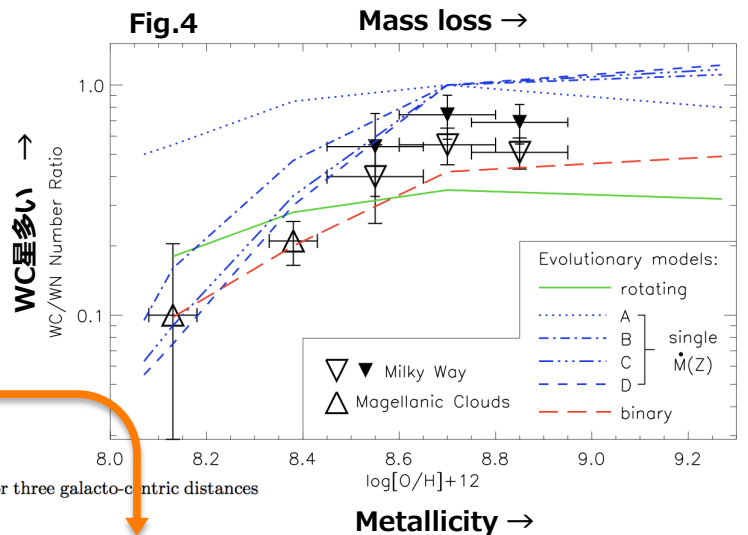 Fig.4
Mass loss →
WC星多い →
WC/WN Number Ratio
1.0
0.1
Evolutionary models:
rotating
A
B
C
D
single
Ṁ(Z)
binary
Milky Way
Magellanic Clouds
8.0 8.2 8.4 8.6 8.8 9.0 9.2
log[O/H]+12
three galacto-centric distances
Metallicity →